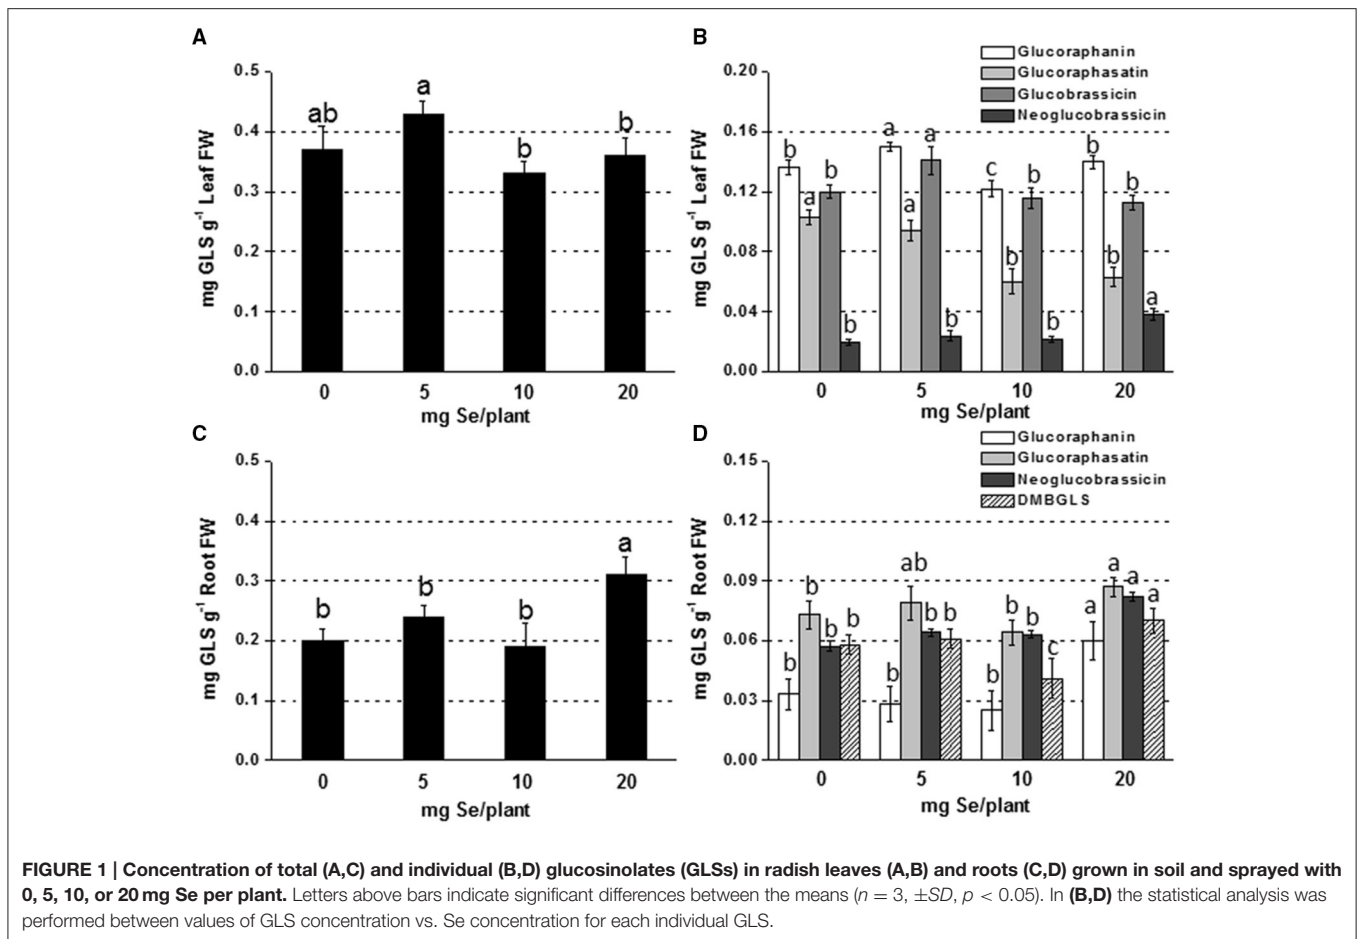 A
0.5
0.4
0.3
0.2
0.1
0.0
mg GLS g⁻¹ Leaf FW
ab
a
b
b
0 5 10 20
mg Se/plant
B
Glucoraphanin
Glucoraphasatin
Glucobrassicin
Neoglucobrassicin
0.20
0.16
0.12
0.08
0.04
0.00
mg GLS g⁻¹ Leaf FW
b a b b
a a a b
c b b b
b b b a
0 5 10 20
mg Se/plant
C
0.5
0.4
0.3
0.2
0.1
0.0
mg GLS g⁻¹ Root FW
b
b
b
a
0 5 10 20
mg Se/plant
D
Glucoraphanin
Glucoraphasatin
Neoglucobrassicin
DMBGLS
0.15
0.12
0.09
0.06
0.03
0.00
mg GLS g⁻¹ Root FW
b b b b
b ab b b
b b b c
a a a a
0 5 10 20
mg Se/plant
FIGURE 1 | Concentration of total (A,C) and individual (B,D) glucosinolates (GLSs) in radish leaves (A,B) and roots (C,D) grown in soil and sprayed with
0, 5, 10, or 20 mg Se per plant. Letters above bars indicate significant differences between the means (n = 3, ±SD, p < 0.05). In (B,D) the statistical analysis was
performed between values of GLS concentration vs. Se concentration for each individual GLS.